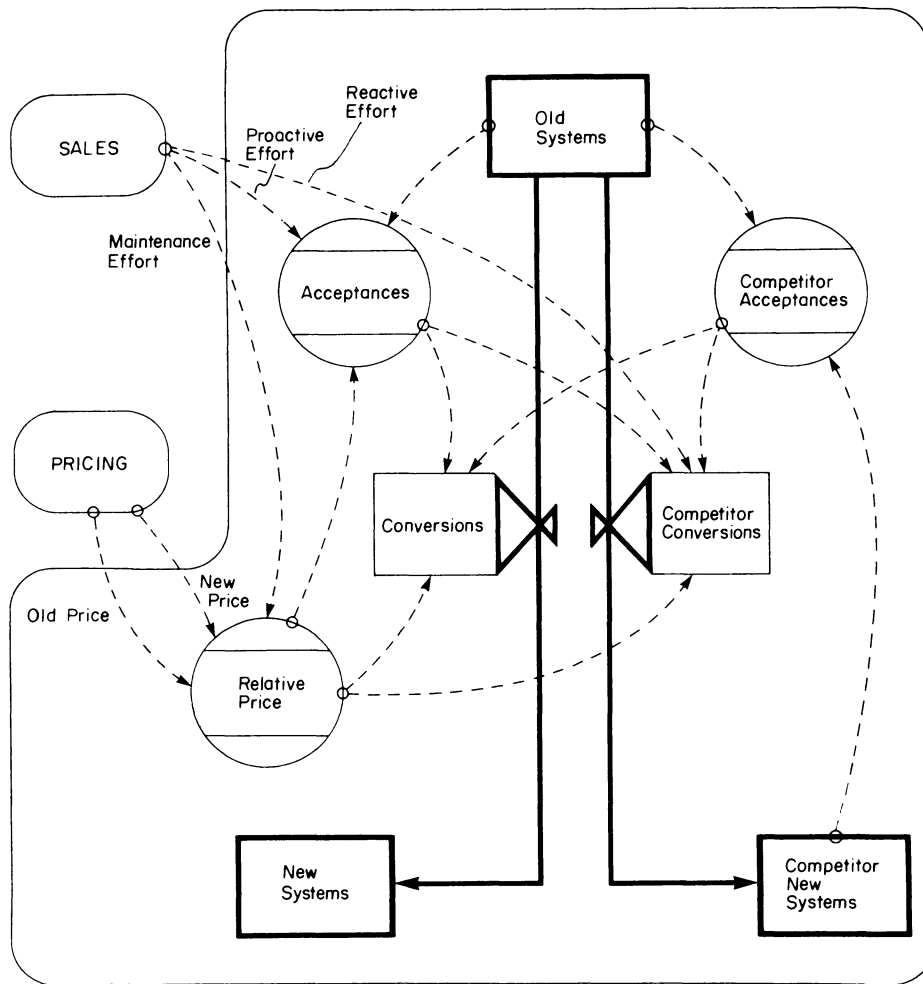 Old
Systems
Reactive
Effort
Proactive
Effort
SALES
Maintenance
Effort
Acceptances
Competitor
Acceptances
PRICING
Conversions
Competitor
Conversions
New
Price
Old Price
Relative
Price
New
Systems
Competitor
New
Systems